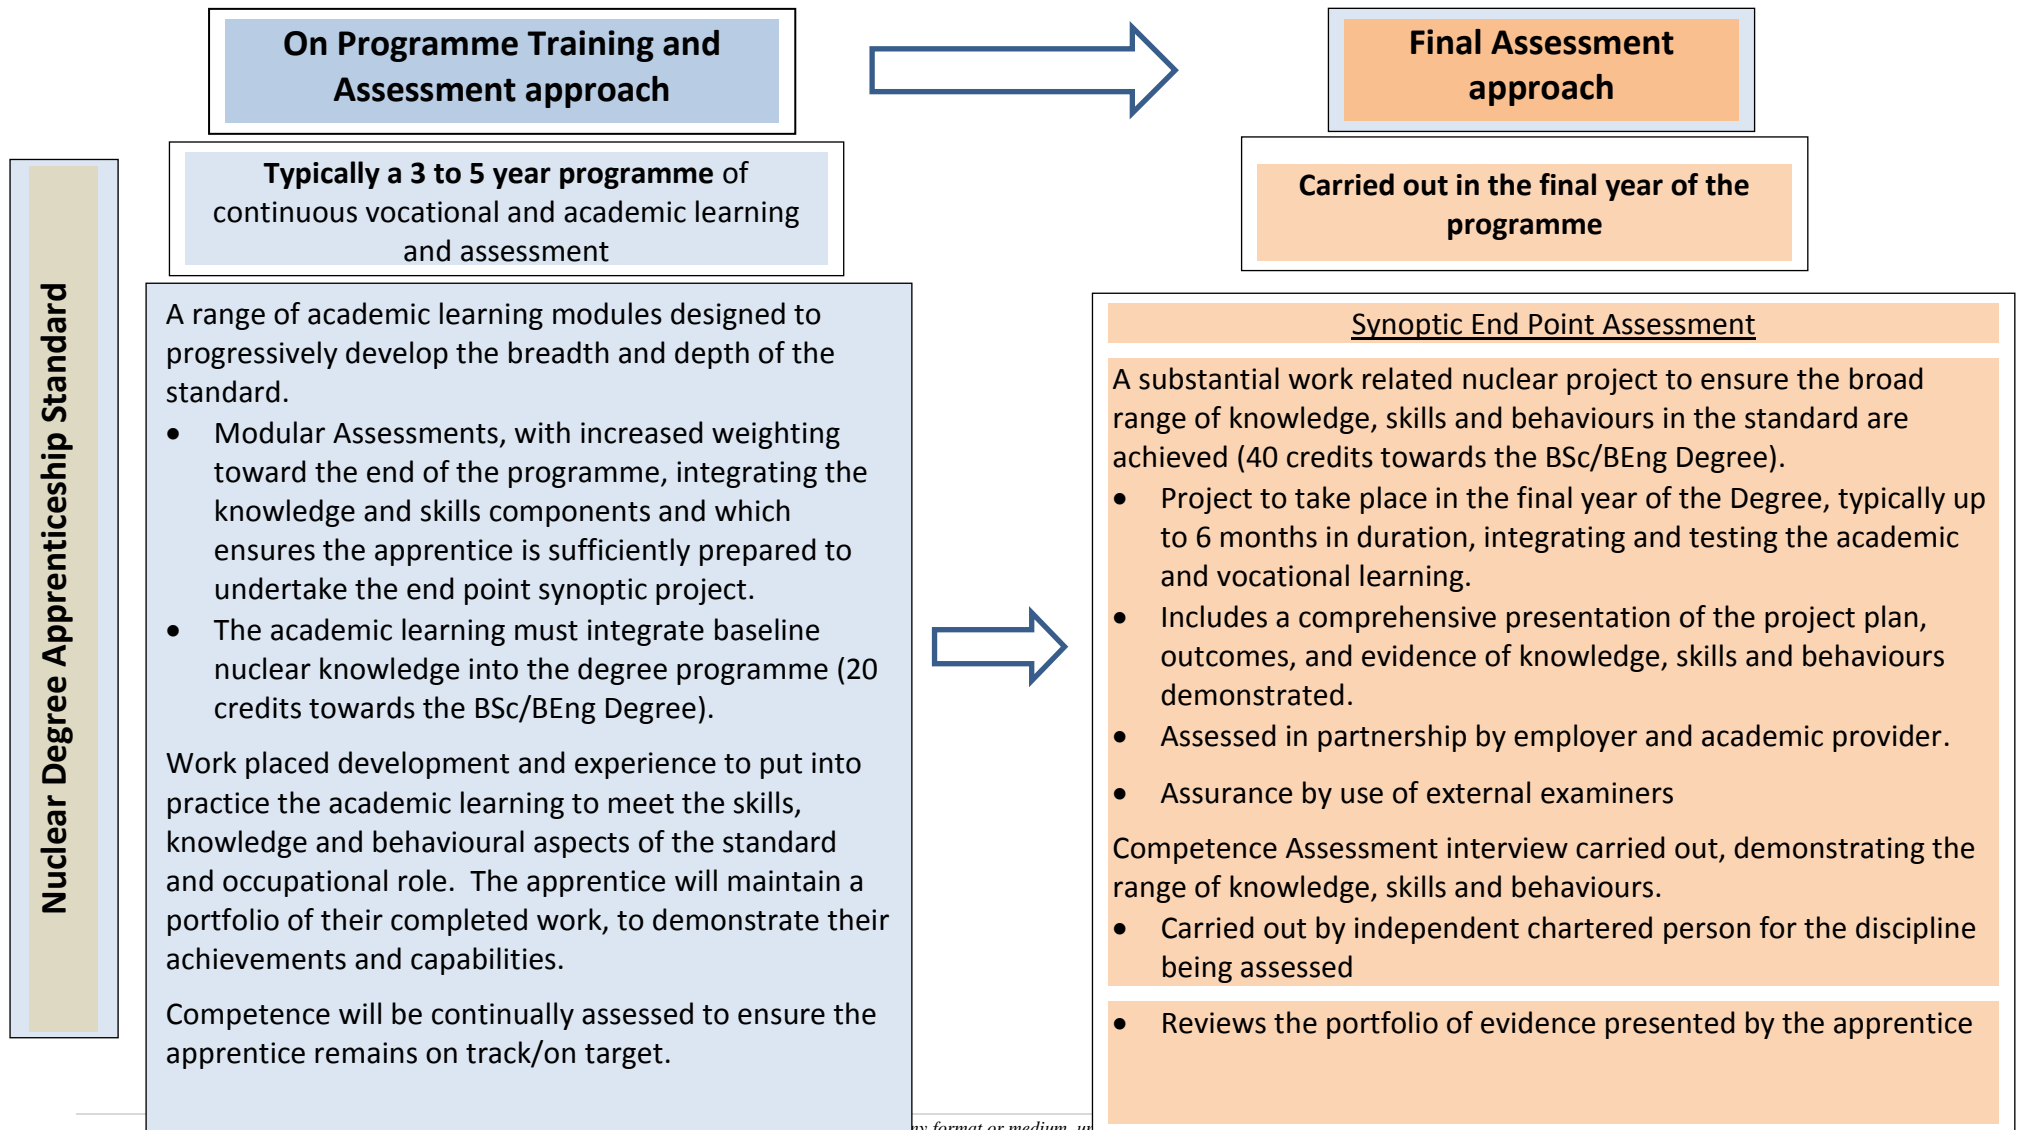 On Programme Training and
Assessment approach
Final Assessment
approach
Typically a 3 to 5 year programme of
continuous vocational and academic learning
and assessment
Carried out in the final year of the
programme
Nuclear Degree Apprenticeship Standard
A range of academic learning modules designed to
progressively develop the breadth and depth of the
standard.
• Modular Assessments, with increased weighting
toward the end of the programme, integrating the
knowledge and skills components and which
ensures the apprentice is sufficiently prepared to
undertake the end point synoptic project.
• The academic learning must integrate baseline
nuclear knowledge into the degree programme (20
credits towards the BSc/BEng Degree).
Work placed development and experience to put into
practice the academic learning to meet the skills,
knowledge and behavioural aspects of the standard
and occupational role.  The apprentice will maintain a
portfolio of their completed work, to demonstrate their
achievements and capabilities.
Competence will be continually assessed to ensure the
apprentice remains on track/on target.
Synoptic End Point Assessment
A substantial work related nuclear project to ensure the broad
range of knowledge, skills and behaviours in the standard are
achieved (40 credits towards the BSc/BEng Degree).
• Project to take place in the final year of the Degree, typically up
to 6 months in duration, integrating and testing the academic
and vocational learning.
• Includes a comprehensive presentation of the project plan,
outcomes, and evidence of knowledge, skills and behaviours
demonstrated.
• Assessed in partnership by employer and academic provider.
• Assurance by use of external examiners
Competence Assessment interview carried out, demonstrating the
range of knowledge, skills and behaviours.
• Carried out by independent chartered person for the discipline
being assessed
• Reviews the portfolio of evidence presented by the apprentice
format or medium,